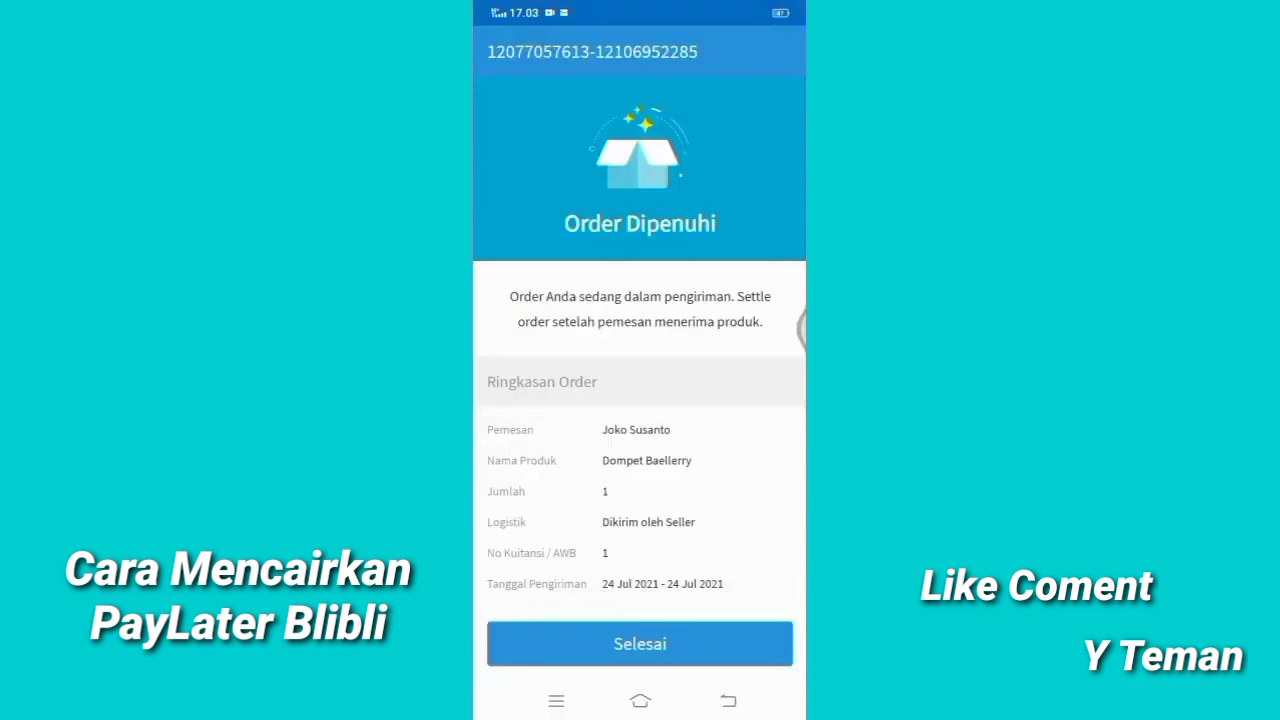 17.03
47
12077057613-12106952285
Order Dipenuhi
Order Anda sedang dalam pengiriman. Settle
order setelah pemesan menerima produk.
Ringkasan Order
Pemesan Joko Susanto
Nama Produk Dompet Baellerry
Jumlah 1
Logistik Dikirim oleh Seller
No Kuitansi / AWB 1
Tanggal Pengiriman 24 Jul 2021 - 24 Jul 2021
Selesai
Cara Mencairkan
PayLater Blibli
Like Coment
Y Teman